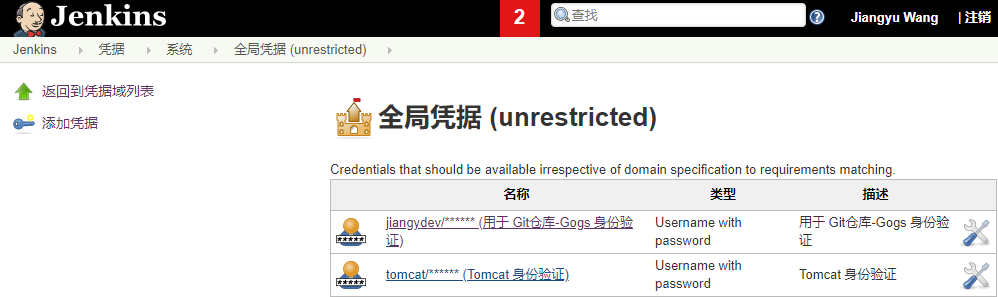 Jenkins
2
查找
Jiangyu Wang
| 注销
Jenkins
凭据
系统
全局凭据 (unrestricted)
返回到凭据域列表
添加凭据
全局凭据 (unrestricted)
Credentials that should be available irrespective of domain specification to requirements matching.
名称
类型
描述
jiangydev/****** (用于 Git仓库-Gogs 身份验
证)
Username with
password
用于 Git仓库-Gogs 身份验
证
tomcat/****** (Tomcat 身份验证)
Username with
password
Tomcat 身份验证